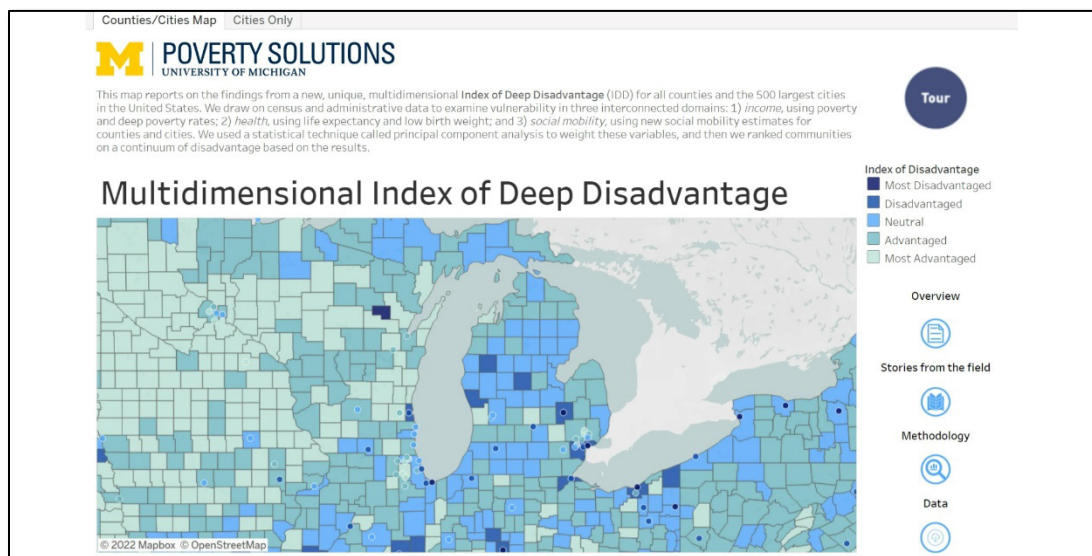 Counties/Cities Map
Cities Only
M | POVERTY SOLUTIONS
UNIVERSITY OF MICHIGAN
This map reports on the findings from a new, unique, multidimensional Index of Deep Disadvantage (IDD) for all counties and the 500 largest cities
in the United States. We draw on census and administrative data to examine vulnerability in three interconnected domains: 1) income, using poverty
and deep poverty rates; 2) health, using life expectancy and low birth weight; and 3) social mobility, using new social mobility estimates for
counties and cities. We used a statistical technique called principal component analysis to weight these variables, and then we ranked communities
on a continuum of disadvantage based on the results.
Tour
Multidimensional Index of Deep Disadvantage
Index of Disadvantage
Most Disadvantaged
Disadvantaged
Neutral
Advantaged
Most Advantaged
Overview
Stories from the field
Methodology
Data
© 2022 Mapbox © OpenStreetMap